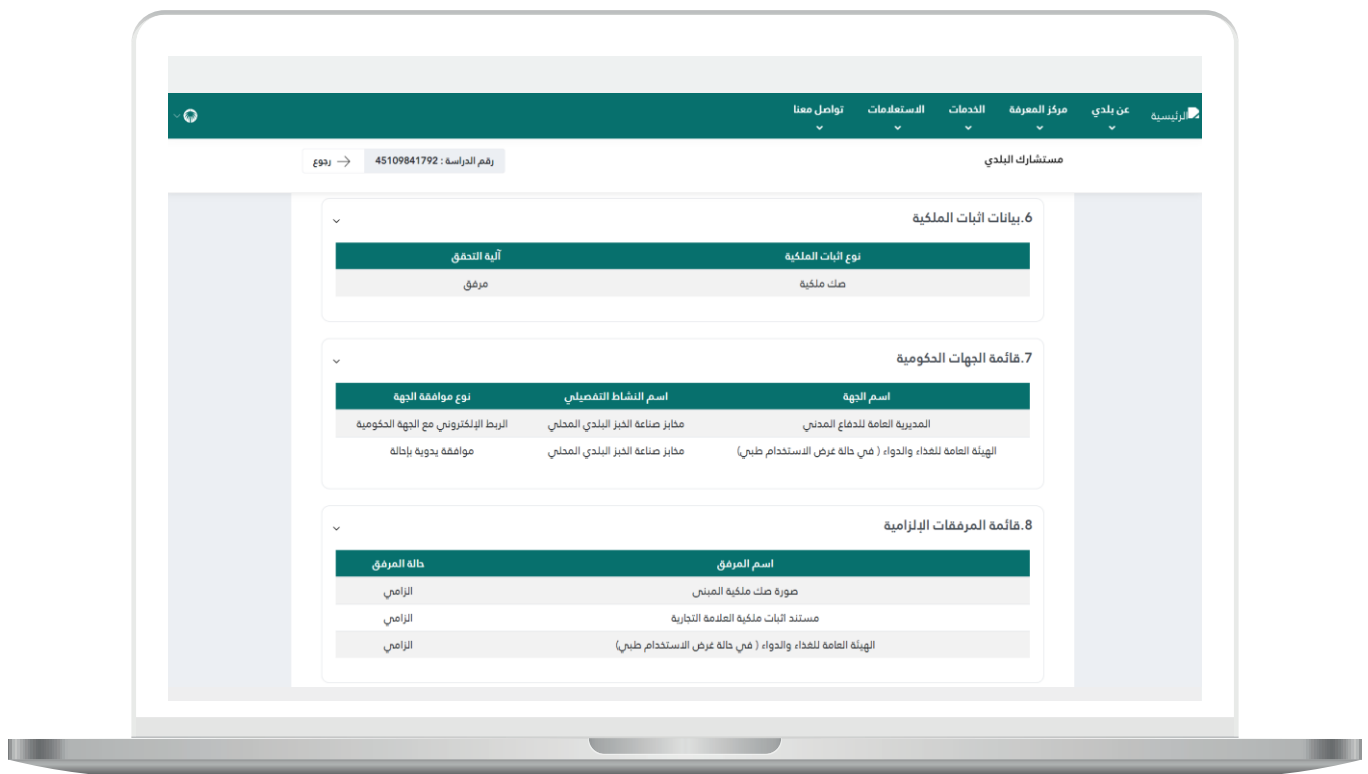 الرئيسية عن بلدي مركز المعرفة الخدمات الاستعلامات تواصل معنا
مستشارك البلدي رقم الدراسة : 45109841792 رجوع
6.بيانات اثبات الملكية
نوع اثبات الملكية آلية التحقق
صك ملكية مرفق
7.قائمة الجهات الحكومية
اسم الجهة اسم النشاط التفصيلي نوع موافقة الجهة
المديرية العامة للدفاع المدني مخابز صناعة الخبز البلدي المحلي الربط الإلكتروني مع الجهة الحكومية
الهيئة العامة للغذاء والدواء ( في حالة غرض الاستخدام طبي) مخابز صناعة الخبز البلدي المحلي موافقة يدوية بإحالة
8.قائمة المرفقات الإلزامية
اسم المرفق حالة المرفق
صورة صك ملكية المبنى الزامي
مستند اثبات ملكية العلامة التجارية الزامي
الهيئة العامة للغذاء والدواء ( في حالة غرض الاستخدام طبي) الزامي